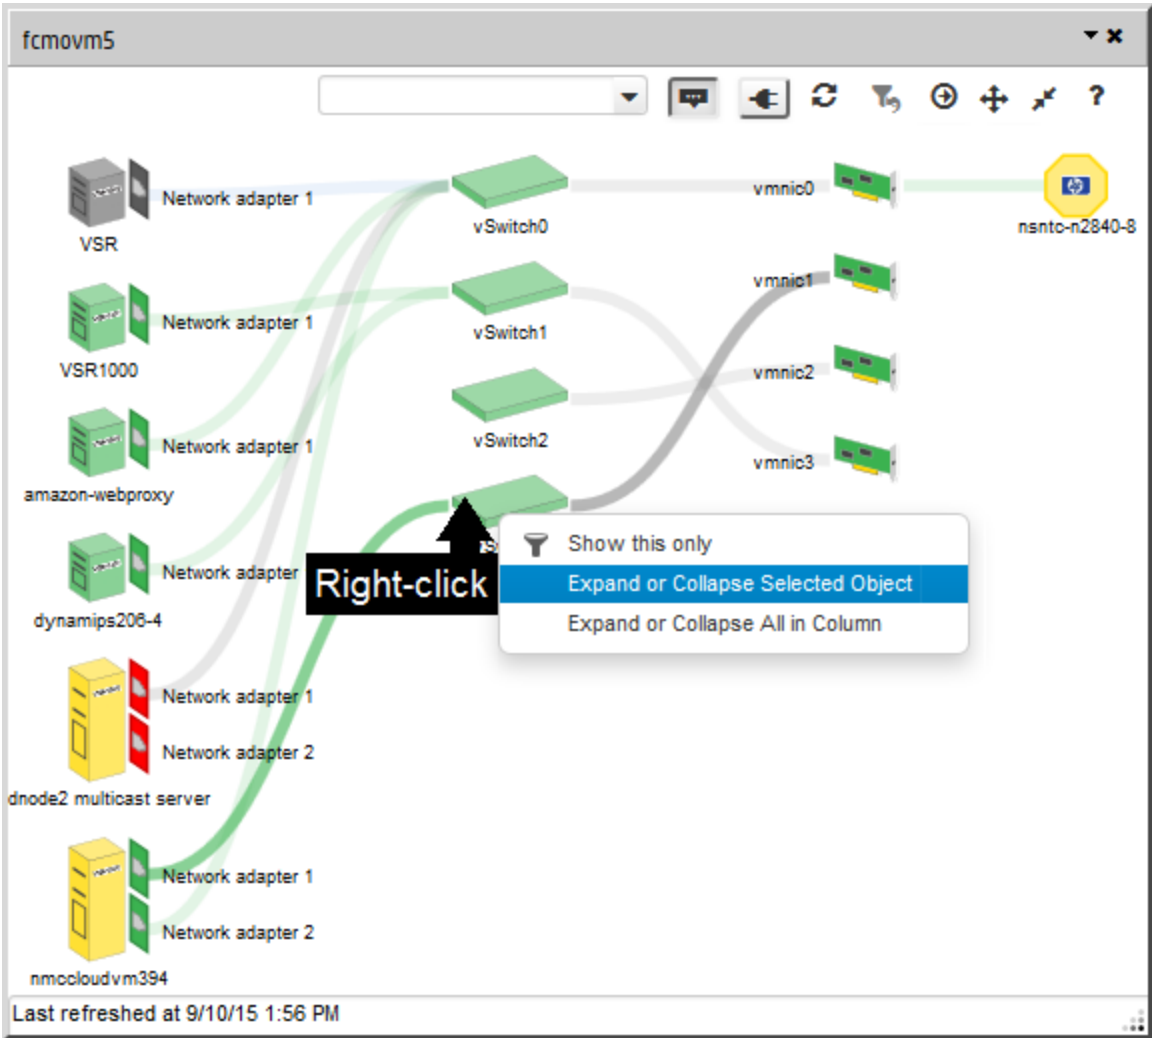 fcmovm5
?
Network adapter 1
VSR
Network adapter 1
VSR1000
Network adapter 1
amazon-webproxy
Network adapter
dynamips206-4
Network adapter 1
Network adapter 2
dnode2 multicast server
Network adapter 1
Network adapter 2
nmccloudvm394
vSwitch0
vSwitch1
vSwitch2
vmnic0
vmnic1
vmnic2
vmnic3
hp
nsntc-n2840-8
Right-click
Show this only
Expand or Collapse Selected Object
Expand or Collapse All in Column
Last refreshed at 9/10/15 1:56 PM